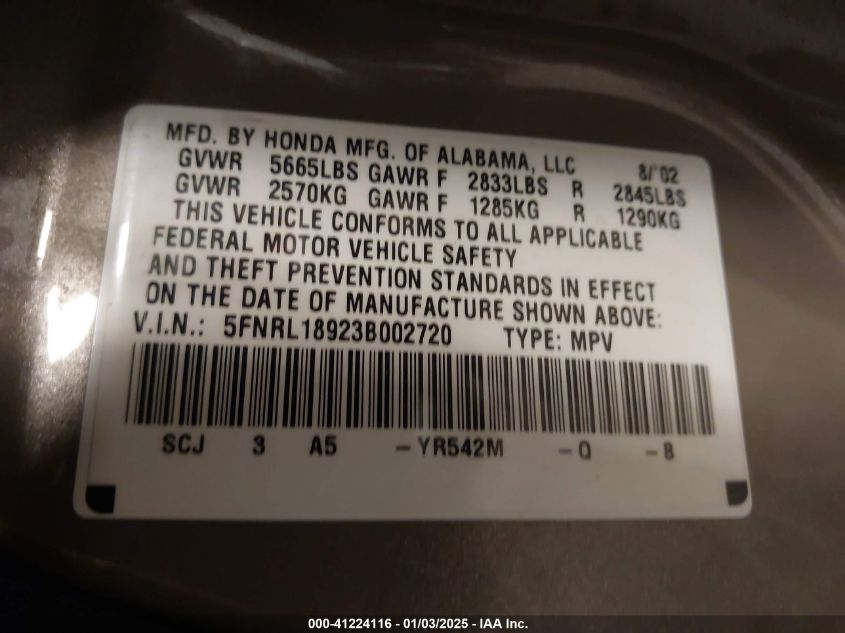 MFD. BY HONDA MFG. OF ALABAMA, LLC 8/'02
GVWR 5665LBS GAWR F 2833LBS R 2845LBS
GVWR 2570KG GAWR F 1285KG R 1290KG
THIS VEHICLE CONFORMS TO ALL APPLICABLE
FEDERAL MOTOR VEHICLE SAFETY
AND THEFT PREVENTION STANDARDS IN EFFECT
ON THE DATE OF MANUFACTURE SHOWN ABOVE:
V.I.N.: 5FNRL18923B002720 TYPE: MPV
SCJ 3 A5 -YR542M -0 -B
000-41224116 - 01/03/2025 - IAA Inc.